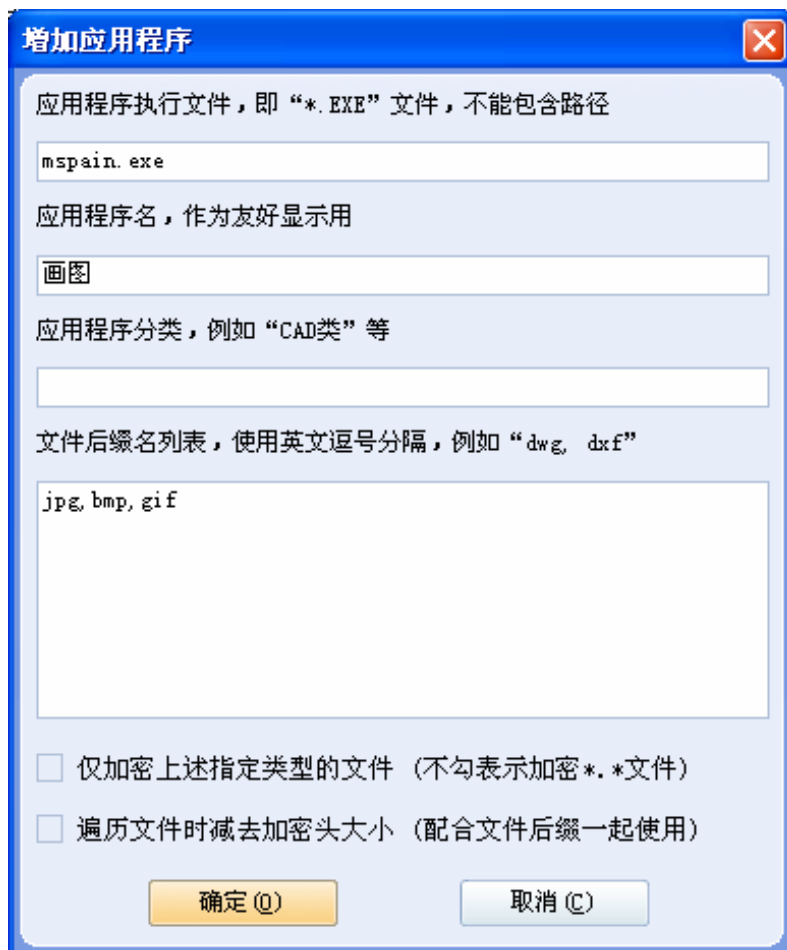 增加应用程序
应用程序执行文件，即“*.EXE”文件，不能包含路径
mspain.exe
应用程序名，作为友好显示用
画图
应用程序分类，例如“CAD类”等
文件后缀名列表，使用英文逗号分隔，例如“dwg, dxf”
jpg,bmp,gif
仅加密上述指定类型的文件 (不勾表示加密*.*文件)
遍历文件时减去加密头大小 (配合文件后缀一起使用)
确定(O) 取消(C)